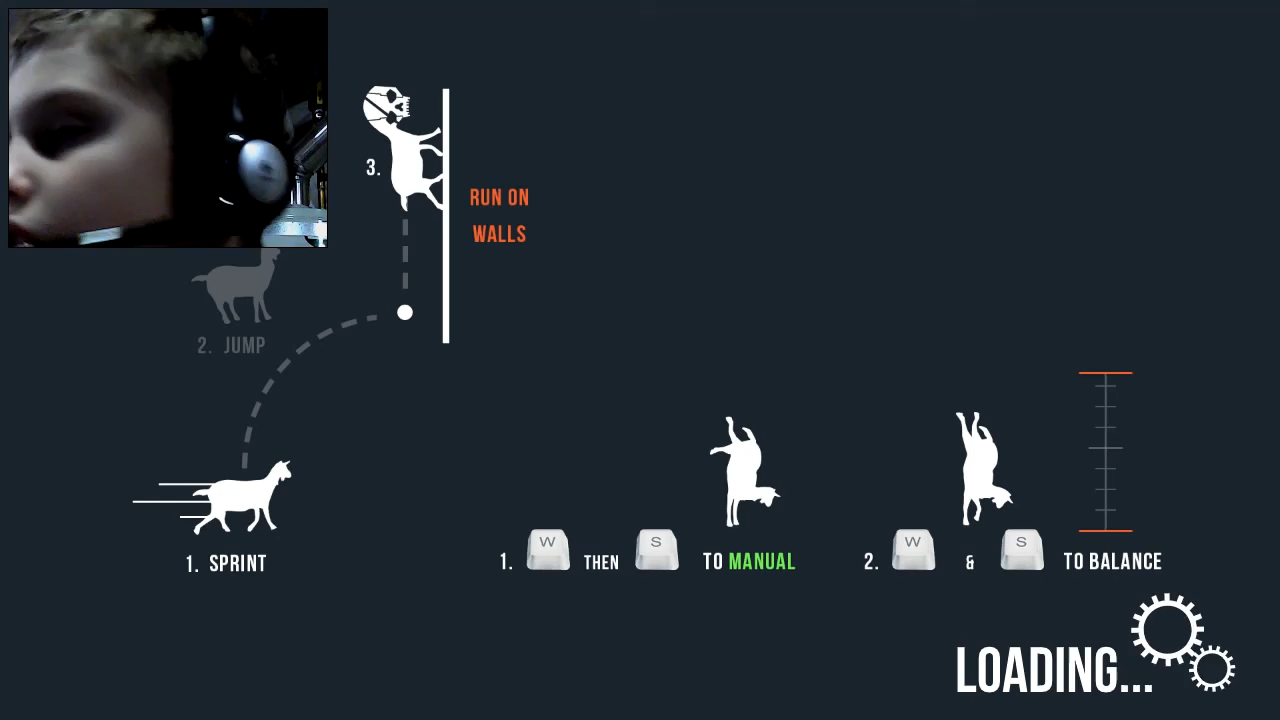 3.
RUN ON
WALLS
2. JUMP
1. SPRINT
1. W THEN S TO MANUAL
2. W & S TO BALANCE
LOADING...